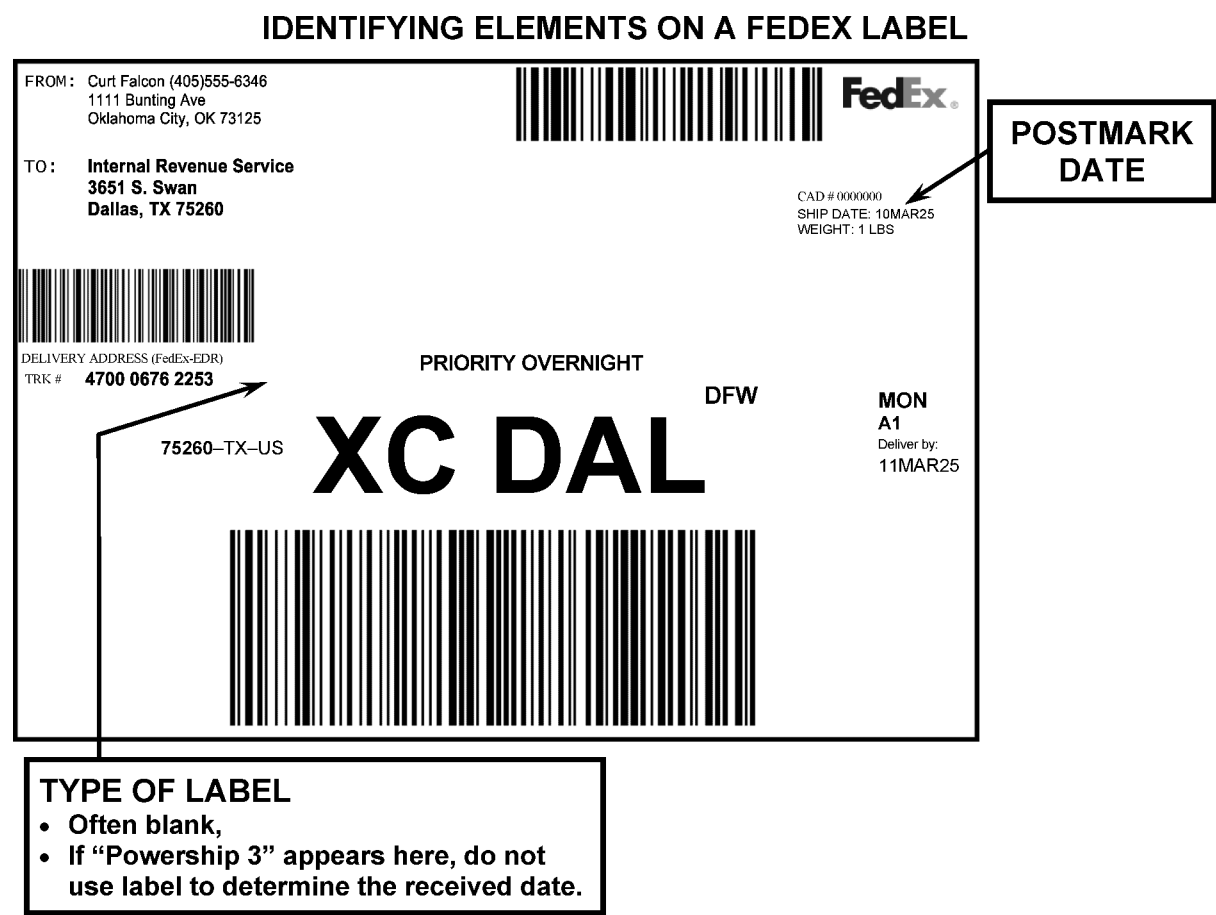 IDENTIFYING ELEMENTS ON A FEDEX LABEL
FROM: Curt Falcon (405)555-6346
1111 Bunting Ave
Oklahoma City, OK 73125
FedEx®
POSTMARK
DATE
TO: Internal Revenue Service
3651 S. Swan
Dallas, TX 75260
CAD # 0000000
SHIP DATE: 10MAR25
WEIGHT: 1 LBS
DELIVERY ADDRESS (FedEx-EDR)
TRK # 4700 0676 2253
PRIORITY OVERNIGHT
DFW
MON
A1
Deliver by:
11MAR25
75260–TX–US
XC DAL
TYPE OF LABEL
• Often blank,
• If “Powership 3” appears here, do not
use label to determine the received date.